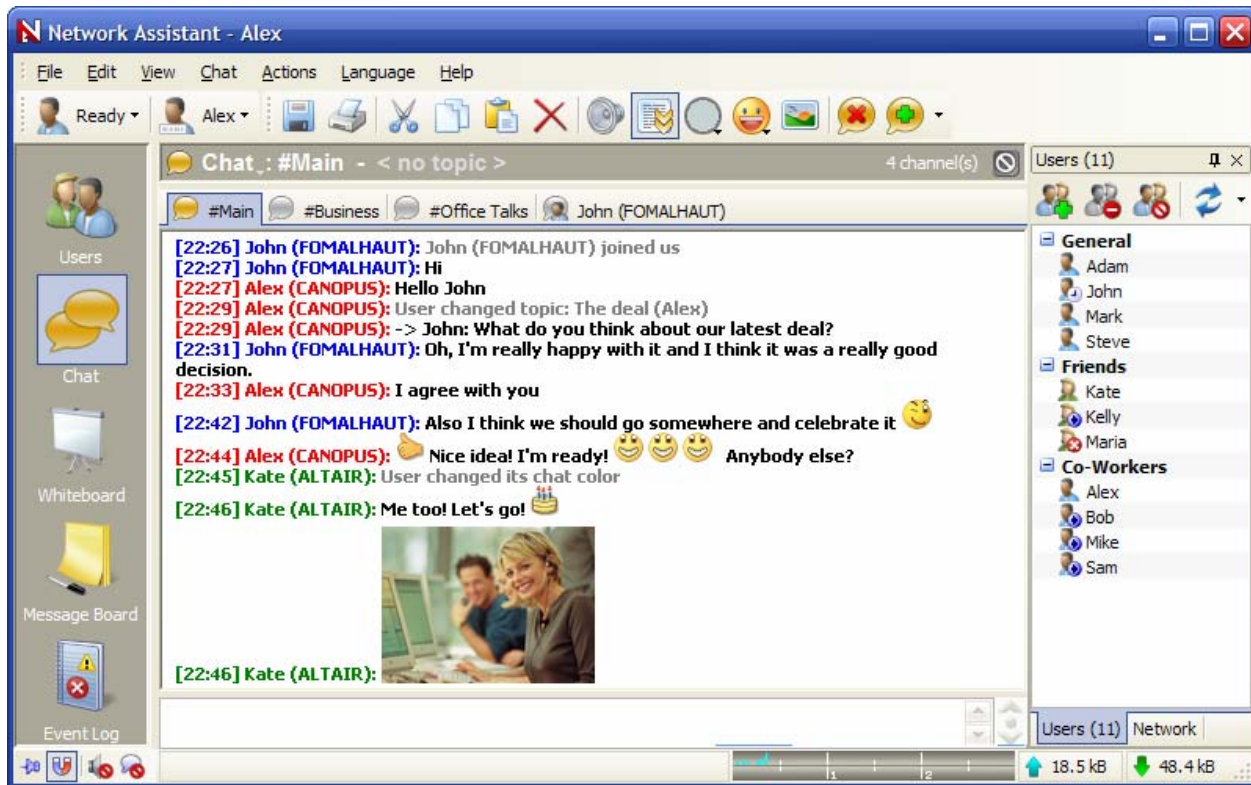 Network Assistant - Alex
File Edit View Chat Actions Language Help
Ready Alex
Chat : #Main - < no topic > 4 channel(s)
#Main #Business #Office Talks John (FOMALHAUT)
[22:26] John (FOMALHAUT): John (FOMALHAUT) joined us
[22:27] John (FOMALHAUT): Hi
[22:27] Alex (CANOPUS): Hello John
[22:29] Alex (CANOPUS): User changed topic: The deal (Alex)
[22:29] Alex (CANOPUS): -> John: What do you think about our latest deal?
[22:31] John (FOMALHAUT): Oh, I'm really happy with it and I think it was a really good
decision.
[22:33] Alex (CANOPUS): I agree with you
[22:42] John (FOMALHAUT): Also I think we should go somewhere and celebrate it
[22:44] Alex (CANOPUS): Nice idea! I'm ready! Anybody else?
[22:45] Kate (ALTAIR): User changed its chat color
[22:46] Kate (ALTAIR): Me too! Let's go!
[22:46] Kate (ALTAIR):
Users
Chat
Whiteboard
Message Board
Event Log
Users (11)
General
Adam
John
Mark
Steve
Friends
Kate
Kelly
Maria
Co-Workers
Alex
Bob
Mike
Sam
Users (11) Network
1 2
18.5 kB 48.4 kB